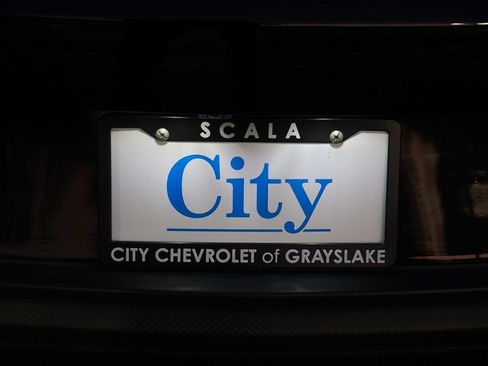 SCALA
City
CITY CHEVROLET of GRAYSLAKE